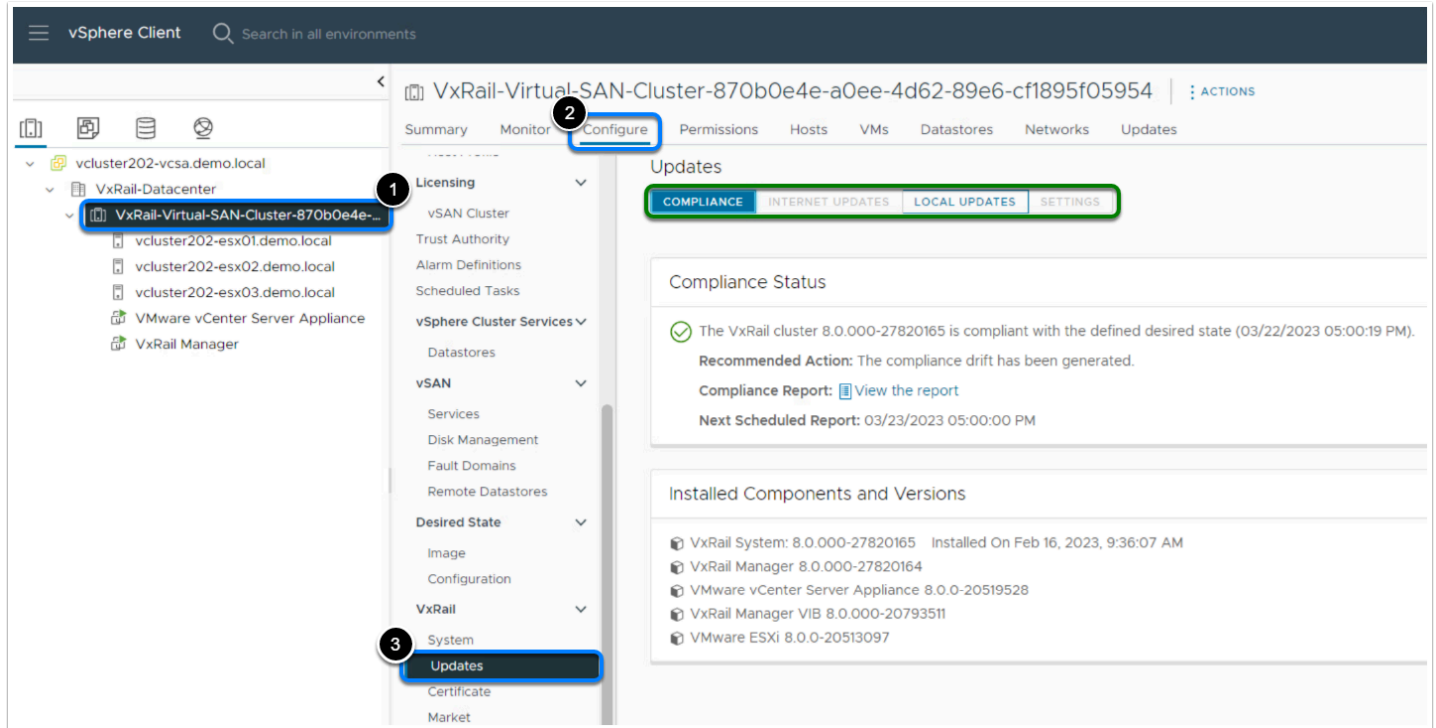 vSphere Client
Search in all environments
VxRail-Virtual-SAN-Cluster-870b0e4e-a0ee-4d62-89e6-cf1895f05954
ACTIONS
2
Summary Monitor Configure Permissions Hosts VMs Datastores Networks Updates
vcluster202-vcsa.demo.local
VxRail-Datacenter
1
VxRail-Virtual-SAN-Cluster-870b0e4e-...
vcluster202-esx01.demo.local
vcluster202-esx02.demo.local
vcluster202-esx03.demo.local
VMware vCenter Server Appliance
VxRail Manager
Licensing
vSAN Cluster
Trust Authority
Alarm Definitions
Scheduled Tasks
vSphere Cluster Services
Datastores
vSAN
Services
Disk Management
Fault Domains
Remote Datastores
Desired State
Image
Configuration
VxRail
System
3
Updates
Certificate
Market
Updates
COMPLIANCE INTERNET UPDATES LOCAL UPDATES SETTINGS
Compliance Status
The VxRail cluster 8.0.000-27820165 is compliant with the defined desired state (03/22/2023 05:00:19 PM).
Recommended Action: The compliance drift has been generated.
Compliance Report: View the report
Next Scheduled Report: 03/23/2023 05:00:00 PM
Installed Components and Versions
VxRail System: 8.0.000-27820165 Installed On Feb 16, 2023, 9:36:07 AM
VxRail Manager 8.0.000-27820164
VMware vCenter Server Appliance 8.0.0-20519528
VxRail Manager VIB 8.0.000-20793511
VMware ESXi 8.0.0-20513097